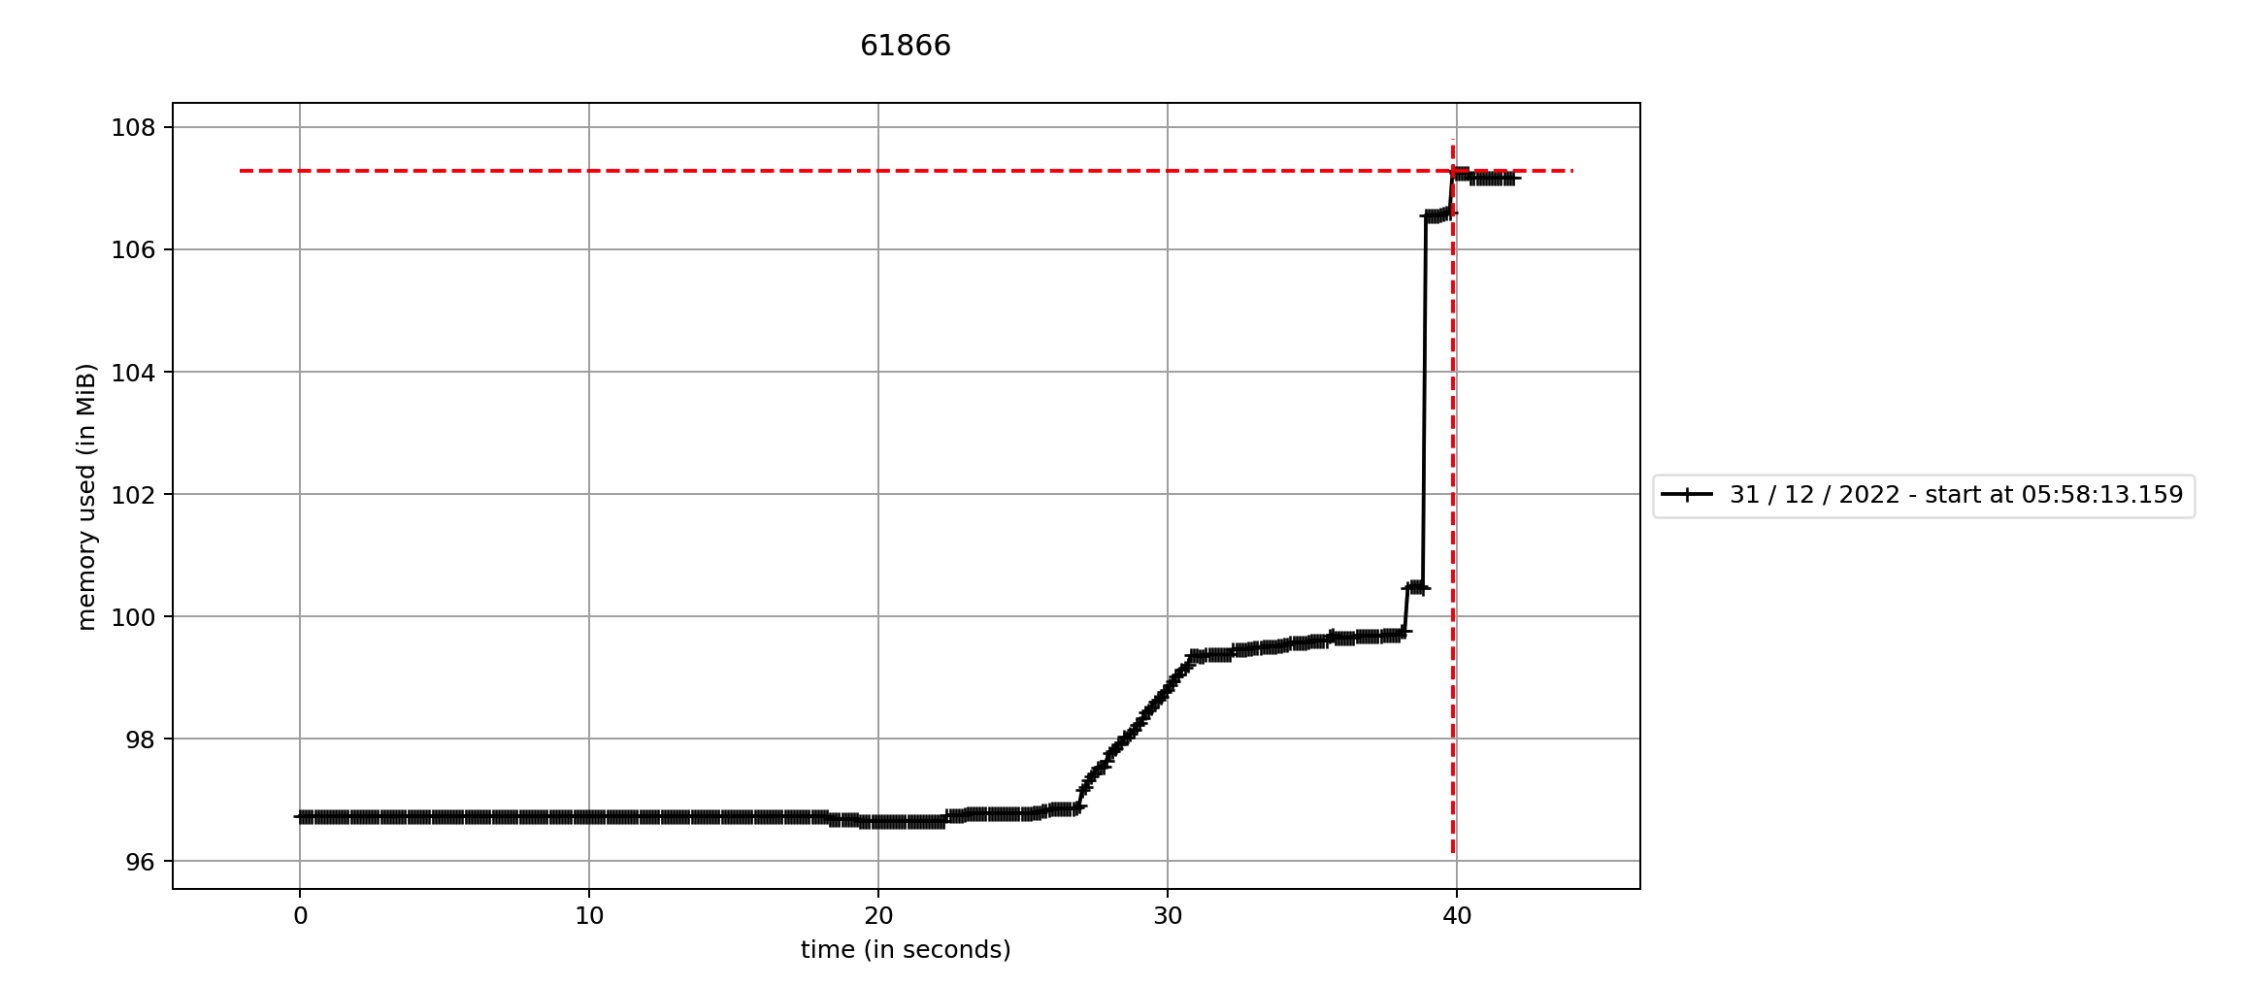 61866
108
106
104
102
100
98
96
memory used (in MiB)
0 10 20 30 40
time (in seconds)
31 / 12 / 2022 - start at 05:58:13.159